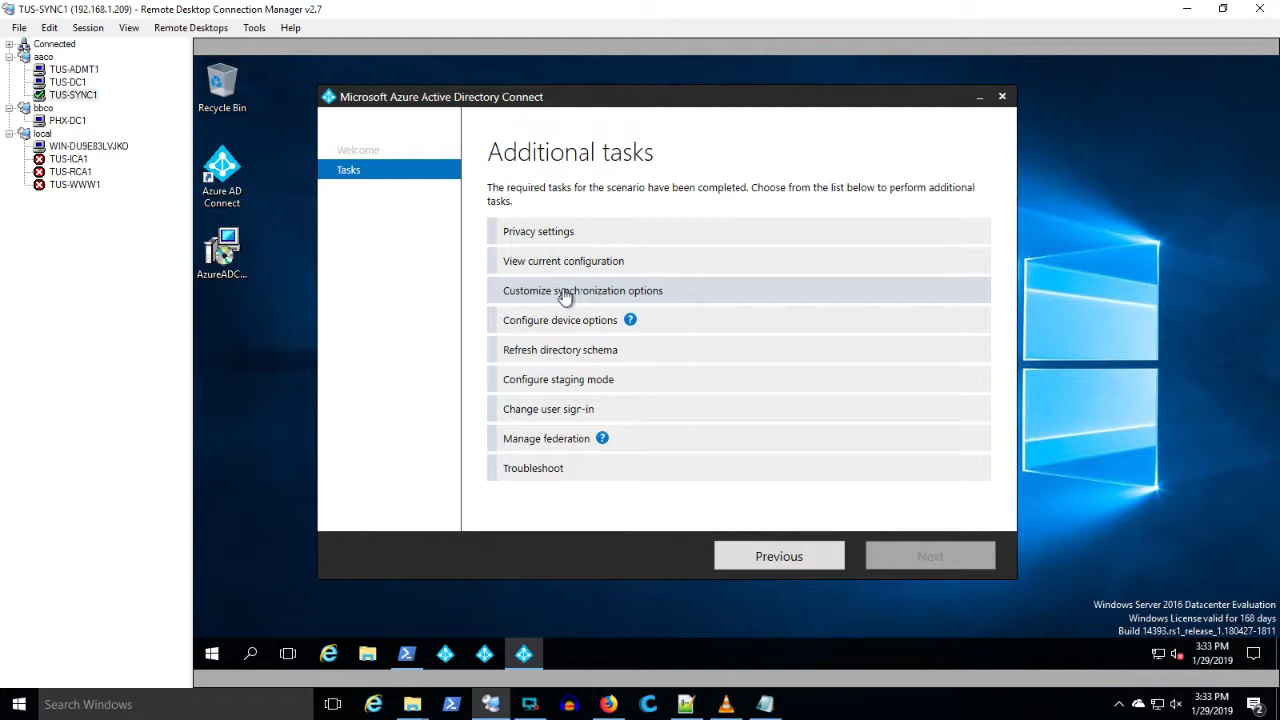 TUS-SYNC1 (192.168.1.209) - Remote Desktop Connection Manager v2.7
File Edit Session View Remote Desktops Tools Help
Connected
aaco
TUS-ADMT1
TUS-DC1
TUS-SYNC1
bbco
PHX-DC1
local
WIN-DU9E83LVJKO
TUS-ICA1
TUS-RCA1
TUS-WWW1
Recycle Bin
Azure AD
Connect
AzureADC...
Microsoft Azure Active Directory Connect
Welcome
Tasks
Additional tasks
The required tasks for the scenario have been completed. Choose from the list below to perform additional
tasks.
Privacy settings
View current configuration
Customize synchronization options
Configure device options ?
Refresh directory schema
Configure staging mode
Change user sign-in
Manage federation ?
Troubleshoot
Previous
Next
Windows Server 2016 Datacenter Evaluation
Windows License valid for 168 days
Build 14393.rs1_release_1.180427-1811
3:33 PM
1/29/2019
Search Windows
3:33 PM
1/29/2019
2